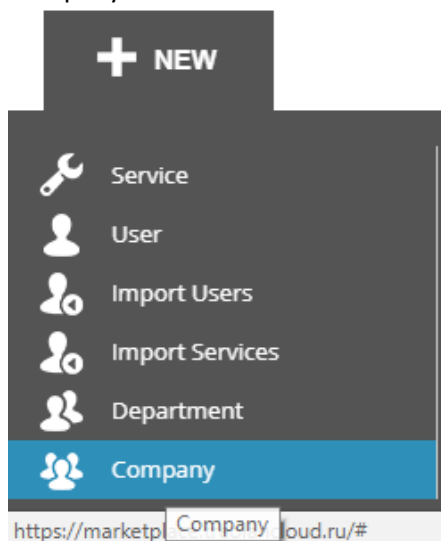 NEW
Service
User
Import Users
Import Services
Department
Company
Company
https://marketpl oud.ru/#